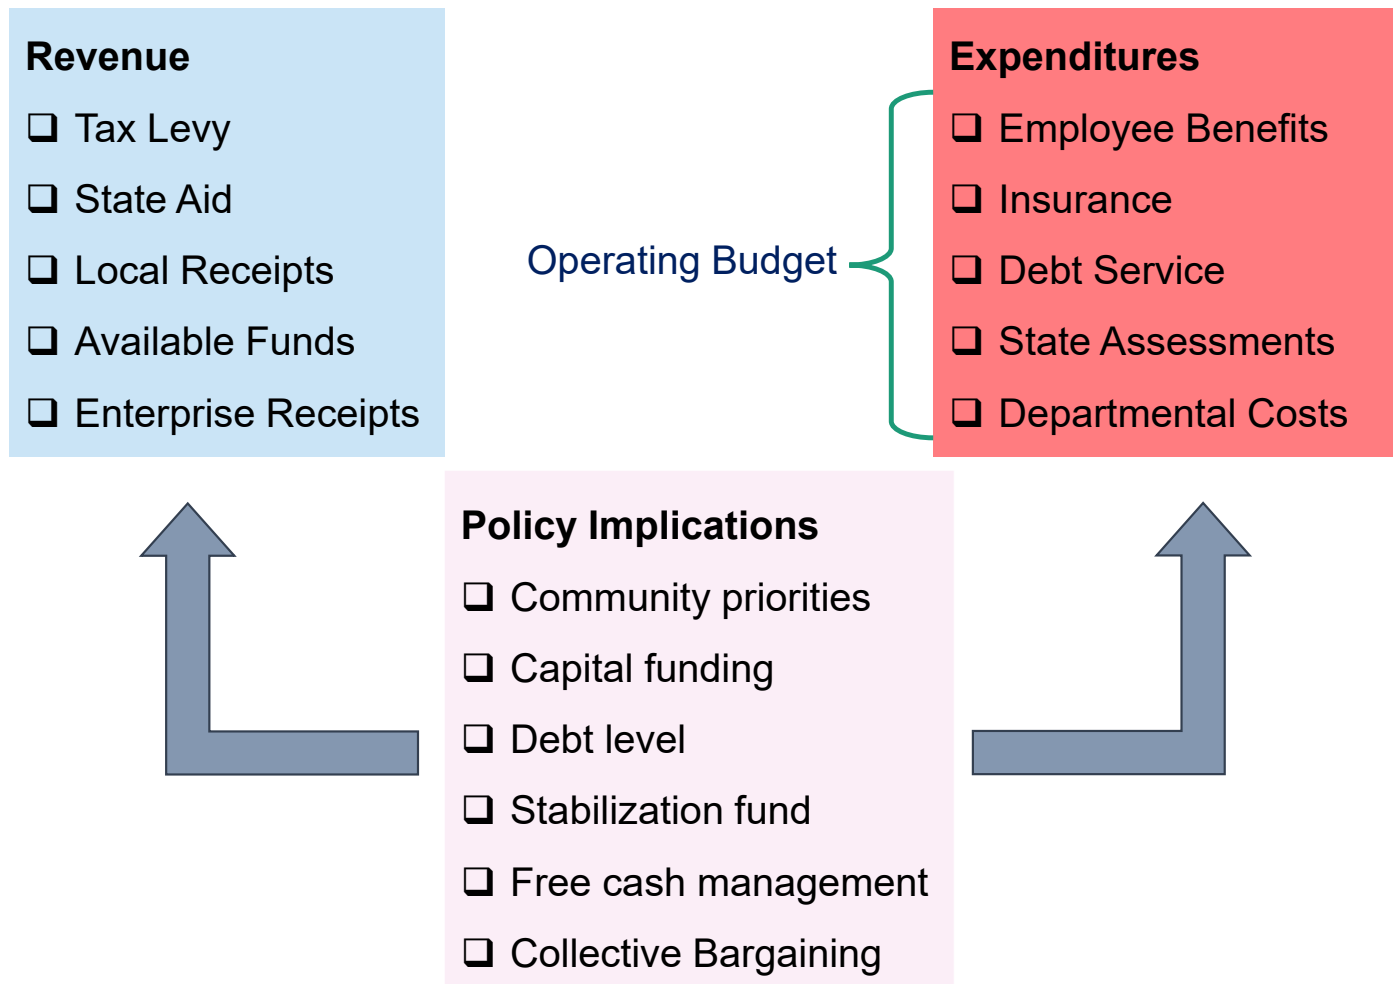 Revenue
❑ Tax Levy
❑ State Aid
❑ Local Receipts
❑ Available Funds
❑ Enterprise Receipts
Operating Budget
Expenditures
❑ Employee Benefits
❑ Insurance
❑ Debt Service
❑ State Assessments
❑ Departmental Costs
Policy Implications
❑ Community priorities
❑ Capital funding
❑ Debt level
❑ Stabilization fund
❑ Free cash management
❑ Collective Bargaining